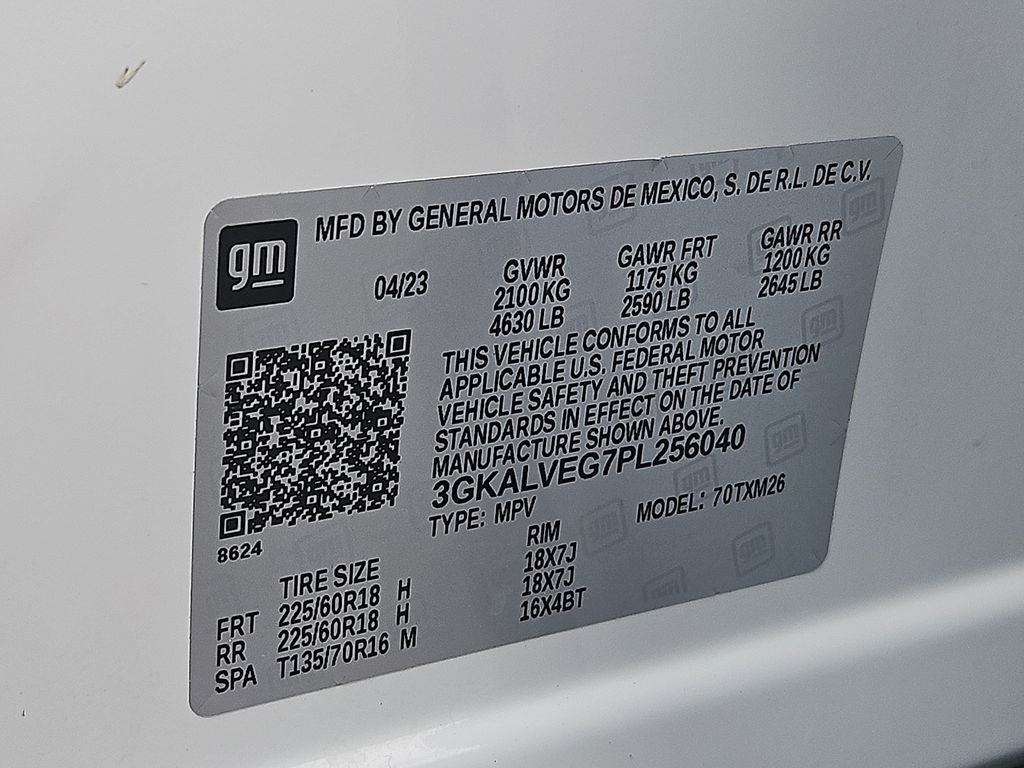 gm
MFD BY GENERAL MOTORS DE MEXICO, S. DE R.L. DE C.V.
04/23
GVWR
2100 KG
4630 LB
GAWR FRT
1175 KG
2590 LB
GAWR RR
1200 KG
2645 LB
THIS VEHICLE CONFORMS TO ALL
APPLICABLE U.S. FEDERAL MOTOR
VEHICLE SAFETY AND THEFT PREVENTION
STANDARDS IN EFFECT ON THE DATE OF
MANUFACTURE SHOWN ABOVE.
3GKALVEG7PL256040
TYPE: MPV
MODEL: 70TXM26
8624
TIRE SIZE RIM
FRT 225/60R18 H 18X7J
RR 225/60R18 H 18X7J
SPA T135/70R16 M 16X4BT